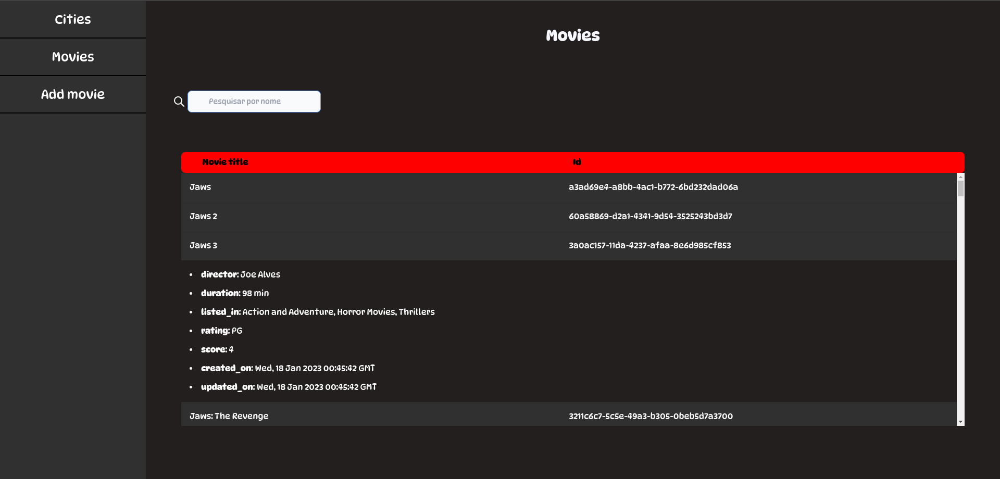 Cities
Movies
Add movie
Movies
Pesquisar por nome
Movie title Id
Jaws a3ad69e4-a8bb-4ac1-b772-6bd232dad06a
Jaws 2 60a58869-d2a1-4341-9d54-3525243bd3d7
Jaws 3 3a0ac157-11da-4237-afaa-8e6d985cf853
• director: Joe Alves
• duration: 98 min
• listed_in: Action and Adventure, Horror Movies, Thrillers
• rating: PG
• score: 4
• created_on: Wed, 18 Jan 2023 00:45:42 GMT
• updated_on: Wed, 18 Jan 2023 00:45:42 GMT
Jaws: The Revenge 3211c6c7-5c5e-49a3-b305-0beb5d7a3700